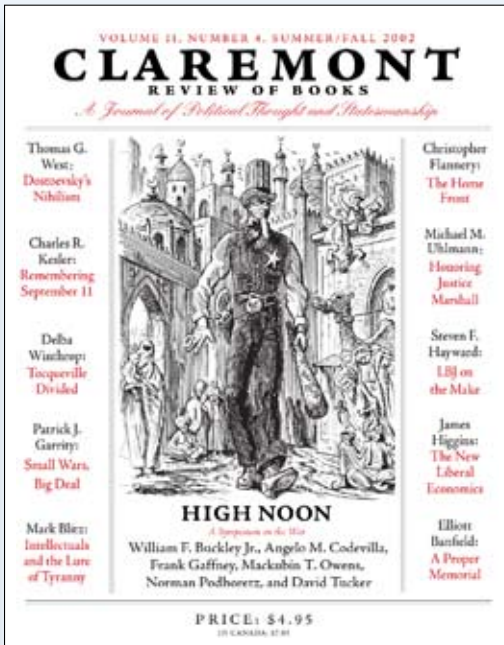 VOLUME II, NUMBER 4, SUMMER/FALL 2002
CLAREMONT
REVIEW OF BOOKS
A Journal of Political Thought and Statesmanship
Thomas G.
West:
Dostoevsky's
Nihilism
Charles R.
Kesler:
Remembering
September 11
Delba
Winthrop:
Tocqueville
Divided
Patrick J.
Garrity:
Small Wars,
Big Deal
Mark Blitz:
Intellectuals
and the Lure
of Tyranny
Christopher
Flannery:
The Home
Front
Michael M.
Uhlmann:
Honoring
Justice
Marshall
Steven F.
Hayward:
LBJ on
the Make
James
Higgins:
The New
Liberal
Economics
Elliott
Banfield:
A Proper
Memorial
HIGH NOON
A Symposium on the War
William F. Buckley Jr., Angelo M. Codevilla,
Frank Gaffney, Mackubin T. Owens,
Norman Podhoretz, and David Tucker
PRICE: $4.95
IN CANADA: